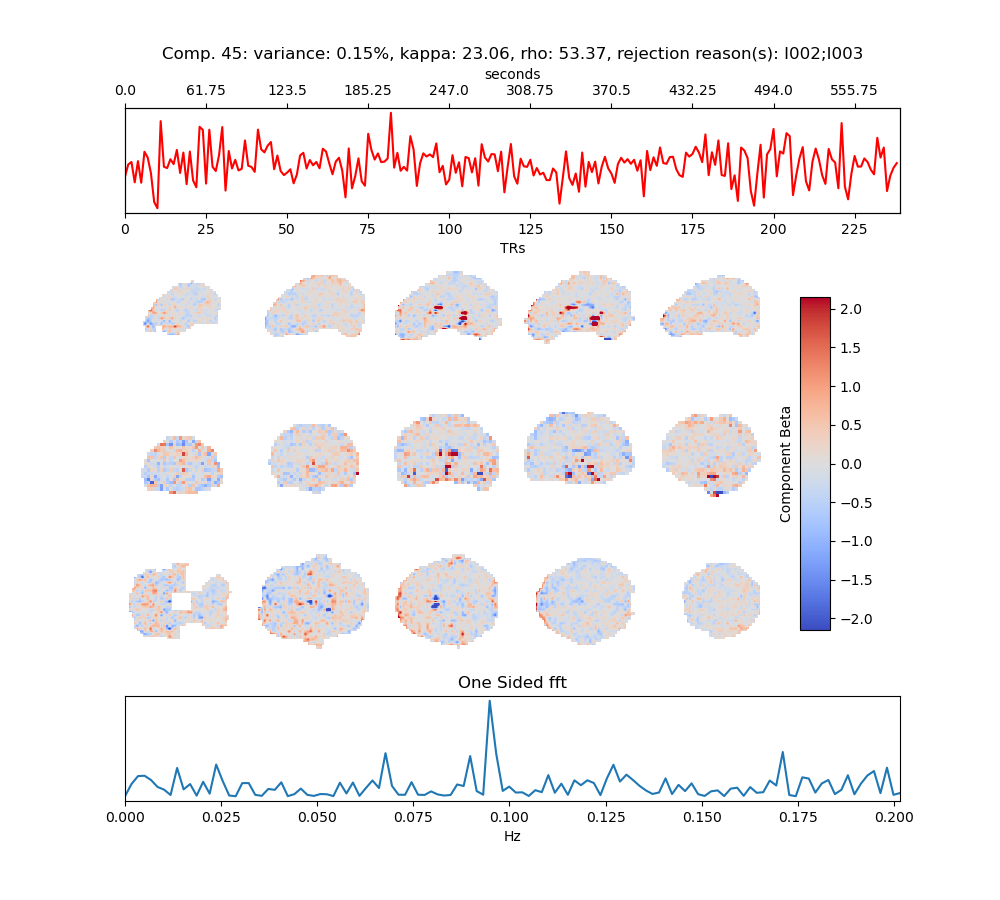 Comp. 45: variance: 0.15%, kappa: 23.06, rho: 53.37, rejection reason(s): I002;I003
seconds
0.0 61.75 123.5 185.25 247.0 308.75 370.5 432.25 494.0 555.75
0 25 50 75 100 125 150 175 200 225
TRs
2.0
1.5
1.0
0.5
0.0
−0.5
−1.0
−1.5
−2.0
Component Beta
One Sided fft
0.000 0.025 0.050 0.075 0.100 0.125 0.150 0.175 0.200
Hz